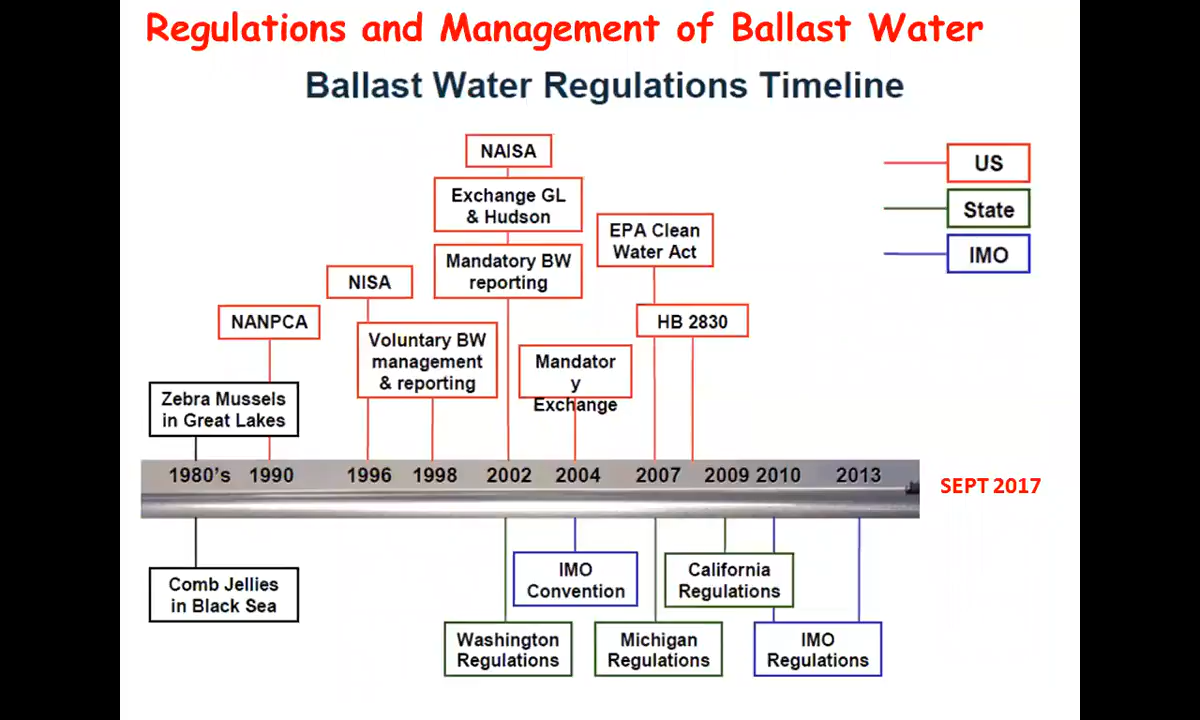 Regulations and Management of Ballast Water
Ballast Water Regulations Timeline
NAISA
Exchange GL
& Hudson
Mandatory BW
reporting
EPA Clean
Water Act
NISA
NANPCA
HB 2830
Voluntary BW
management
& reporting
Mandator
y
Exchange
Zebra Mussels
in Great Lakes
US
State
IMO
1980's 1990 1996 1998 2002 2004 2007 2009 2010 2013
SEPT 2017
Comb Jellies
in Black Sea
IMO
Convention
California
Regulations
Washington
Regulations
Michigan
Regulations
IMO
Regulations